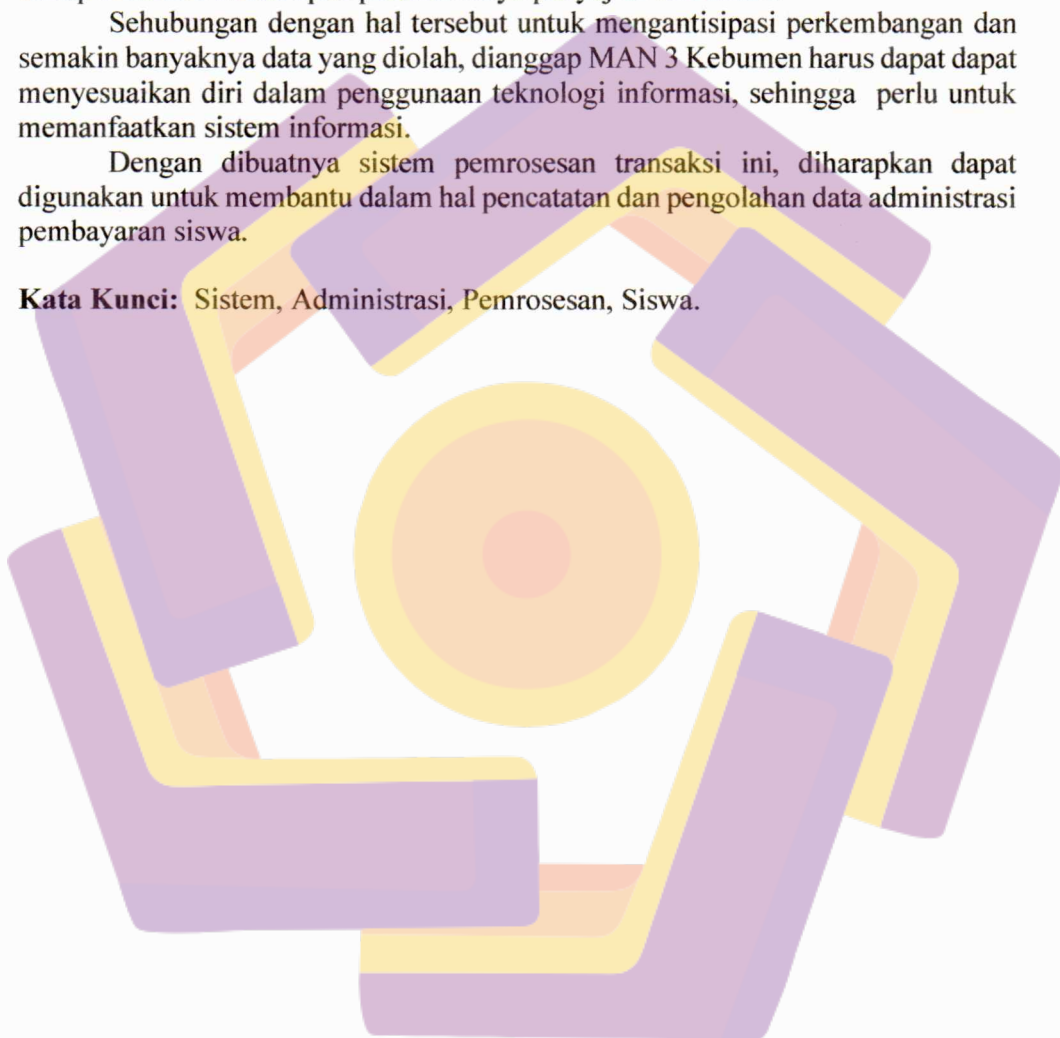 Sehubungan dengan hal tersebut untuk mengantisipasi perkembangan dan
semakin banyaknya data yang diolah, dianggap MAN 3 Kebumen harus dapat dapat
menyesuaikan diri dalam penggunaan teknologi informasi, sehingga perlu untuk
memanfaatkan sistem informasi.
Dengan dibuatnya sistem pemrosesan transaksi ini, diharapkan dapat
digunakan untuk membantu dalam hal pencatatan dan pengolahan data administrasi
pembayaran siswa.
Kata Kunci: Sistem, Administrasi, Pemrosesan, Siswa.